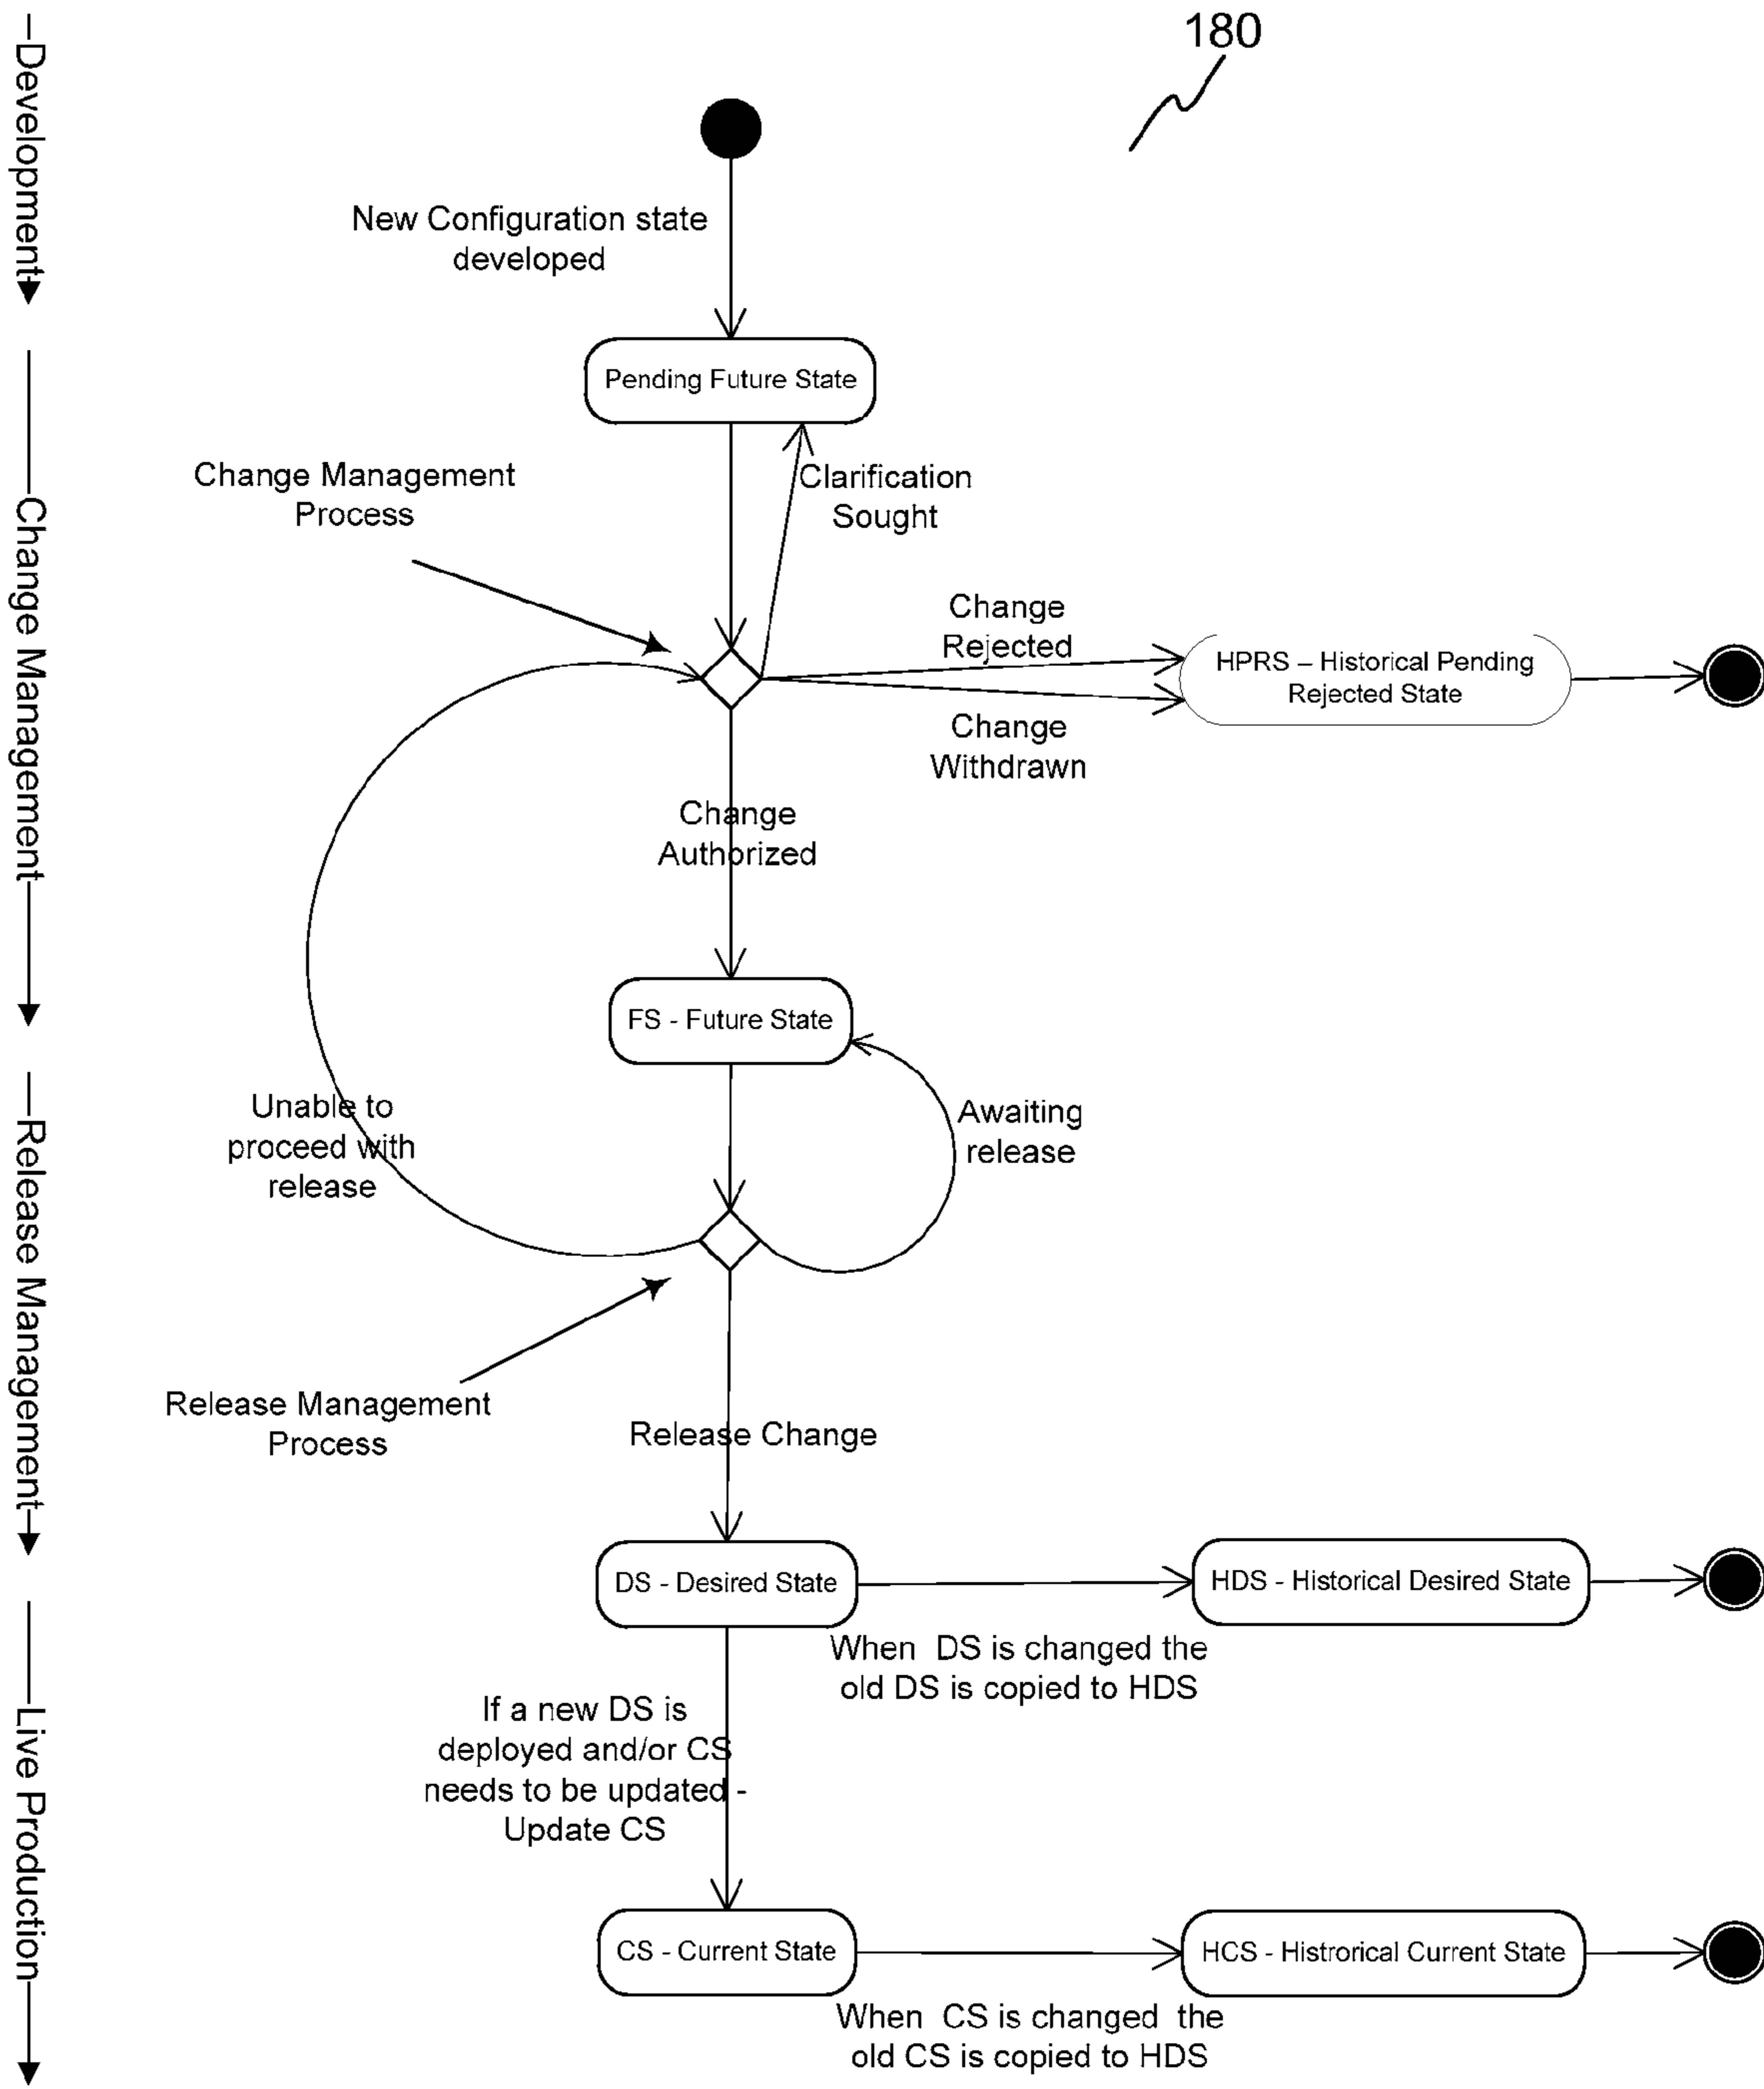 180
Development
New Configuration state
developed
Pending Future State
Change Management
Process
Clarification
Sought
Change Management
Change
Rejected
HPRS – Historical Pending
Rejected State
Change
Withdrawn
Change
Authorized
FS - Future State
Unable to
proceed with
release
Awaiting
release
Release Management
Release Management
Process
Release Change
DS - Desired State
HDS - Historical Desired State
When DS is changed the
old DS is copied to HDS
If a new DS is
deployed and/or CS
needs to be updated -
Update CS
Live Production
CS - Current State
HCS - Histrorical Current State
When CS is changed the
old CS is copied to HDS